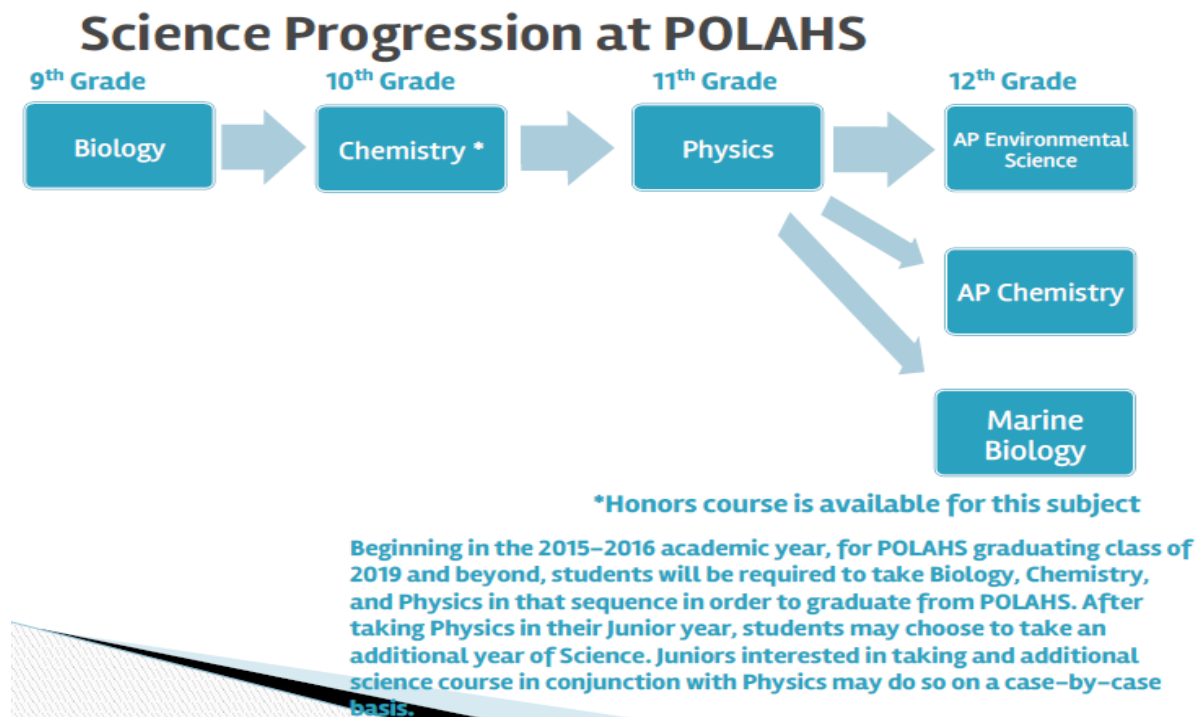 Science Progression at POLAHS
9th Grade
10th Grade
11th Grade
12th Grade
Biology
Chemistry *
Physics
AP Environmental
Science
AP Chemistry
Marine
Biology
*Honors course is available for this subject
Beginning in the 2015–2016 academic year, for POLAHS graduating class of
2019 and beyond, students will be required to take Biology, Chemistry,
and Physics in that sequence in order to graduate from POLAHS. After
taking Physics in their Junior year, students may choose to take an
additional year of Science. Juniors interested in taking and additional
science course in conjunction with Physics may do so on a case–by–case
basis.